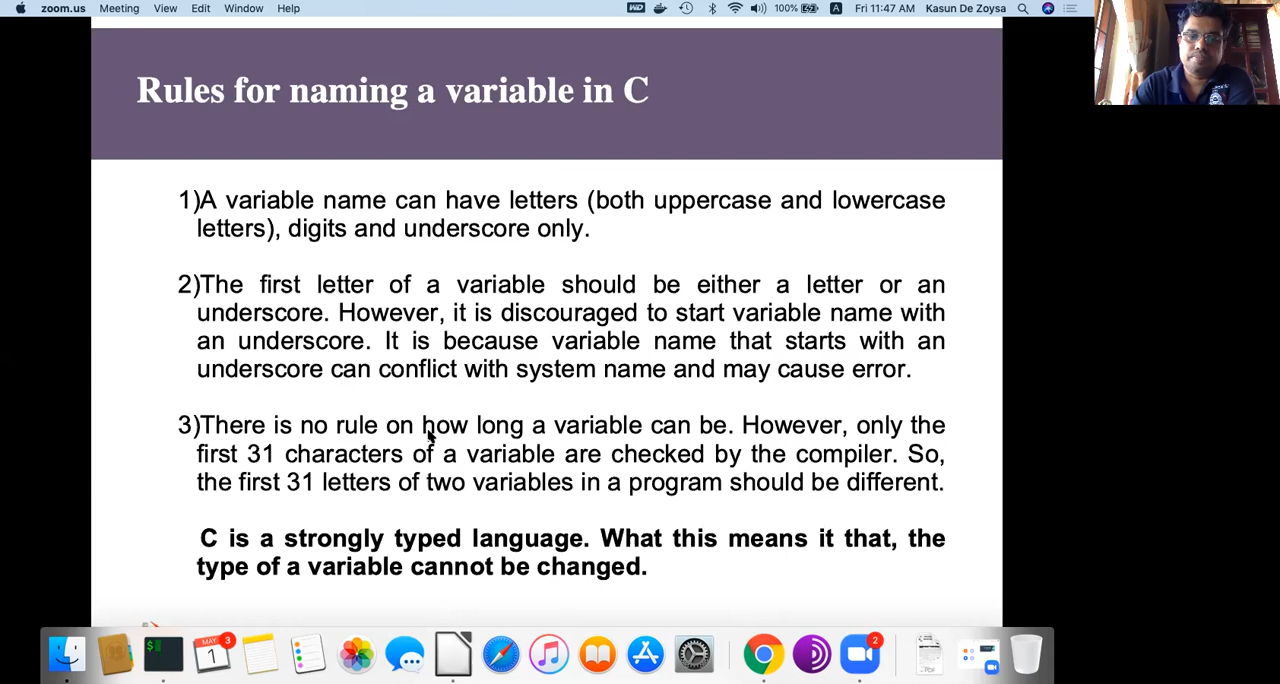 zoom.us Meeting View Edit Window Help 100% Fri 11:47 AM Kasun De Zoysa
Rules for naming a variable in C
1)A variable name can have letters (both uppercase and lowercase
letters), digits and underscore only.
2)The first letter of a variable should be either a letter or an
underscore. However, it is discouraged to start variable name with
an underscore. It is because variable name that starts with an
underscore can conflict with system name and may cause error.
3)There is no rule on how long a variable can be. However, only the
first 31 characters of a variable are checked by the compiler. So,
the first 31 letters of two variables in a program should be different.
C is a strongly typed language. What this means it that, the
type of a variable cannot be changed.
MAY
1
3
2